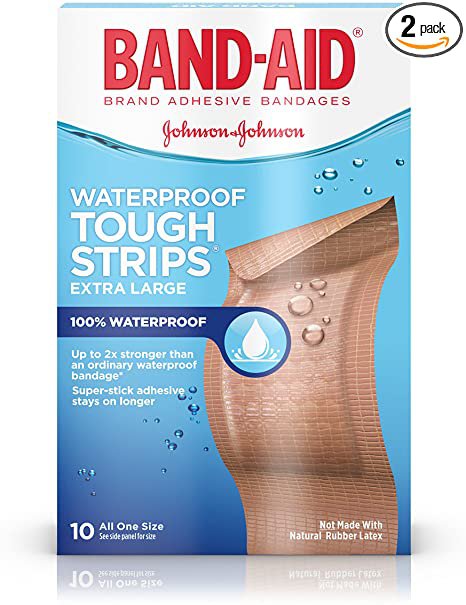 2 pack
BAND-AID®
BRAND ADHESIVE BANDAGES
Johnson & Johnson
WATERPROOF
TOUGH
STRIPS®
EXTRA LARGE
100% WATERPROOF
Up to 2x stronger than
an ordinary waterproof
bandage*
Super-stick adhesive
stays on longer
10 All One Size
See side panel for size
Not Made With
Natural Rubber Latex